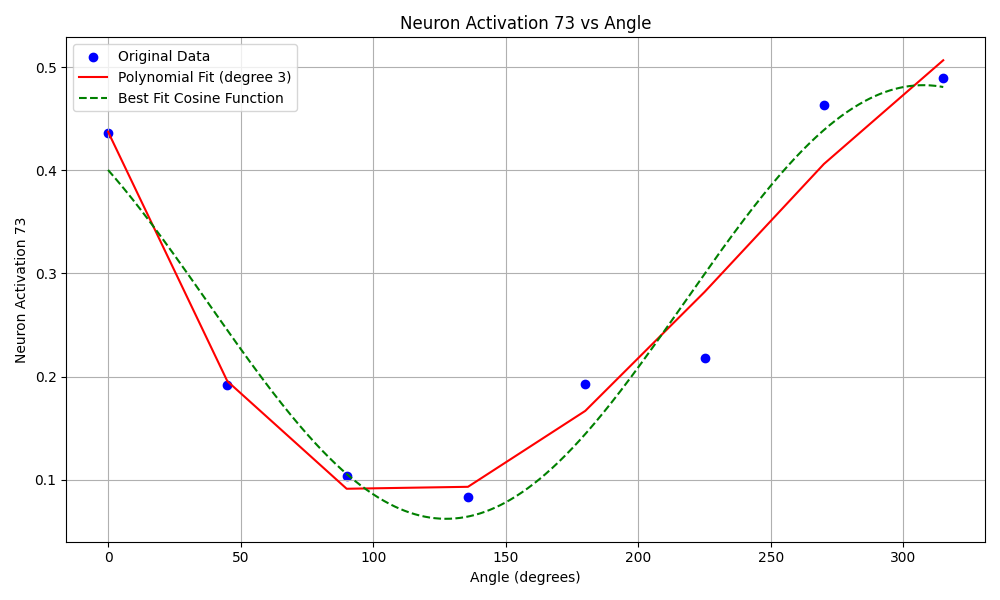 Neuron Activation 73 vs Angle
Original Data
Polynomial Fit (degree 3)
Best Fit Cosine Function
0.5
0.4
0.3
0.2
0.1
Neuron Activation 73
0 50 100 150 200 250 300
Angle (degrees)